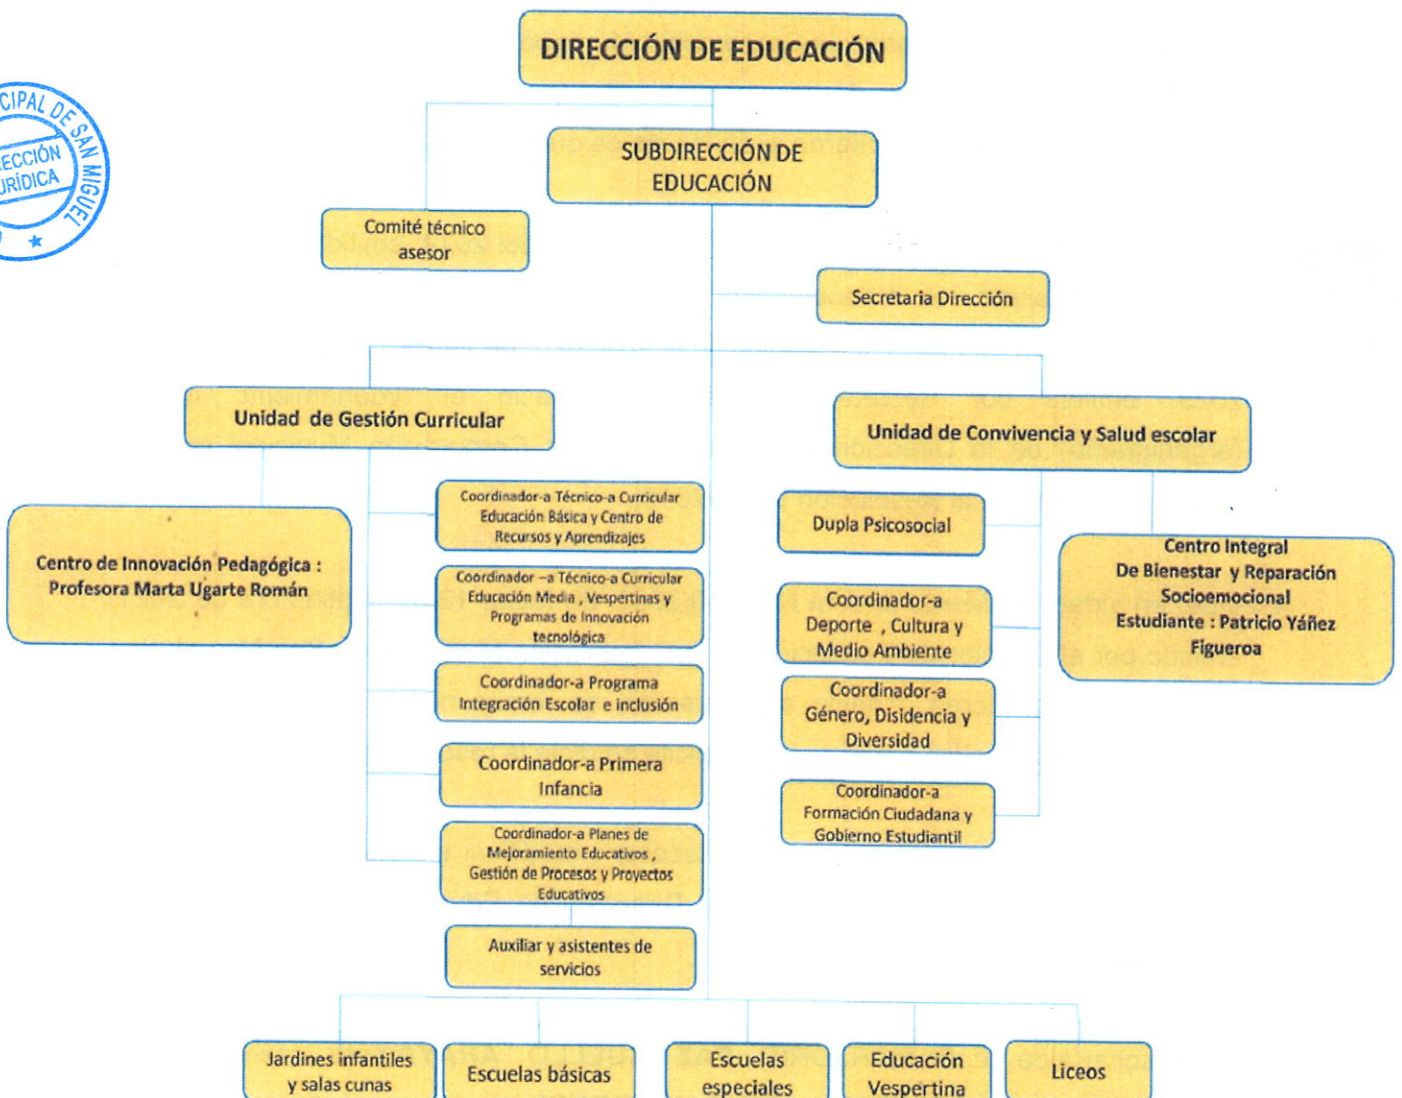 DIRECCIÓN DE EDUCACIÓN
CIPAL DE SAN MIGUEL
SUBDIRECCIÓN DE
EDUCACIÓN
Comité técnico
asesor
Secretaria Dirección
Unidad de Gestión Curricular
Unidad de Convivencia y Salud escolar
Centro de Innovación Pedagógica :
Profesora Marta Ugarte Román
Coordinador-a Técnico-a Curricular
Educación Básica y Centro de
Recursos y Aprendizajes
Coordinador –a Técnico-a Curricular
Educación Media , Vespertinas y
Programas de Innovación
tecnológica
Coordinador-a Programa
Integración Escolar e inclusión
Coordinador-a Primera
Infancia
Coordinador-a Planes de
Mejoramiento Educativos ,
Gestión de Procesos y Proyectos
Educativos
Auxiliar y asistentes de
servicios
Dupla Psicosocial
Coordinador-a
Deporte , Cultura y
Medio Ambiente
Coordinador-a
Género, Disidencia y
Diversidad
Coordinador-a
Formación Ciudadana y
Gobierno Estudiantil
Centro Integral
De Bienestar y Reparación
Socioemocional
Estudiante : Patricio Yáñez
Figueroa
Jardines infantiles
y salas cunas
Escuelas básicas
Escuelas
especiales
Educación
Vespertina
Liceos